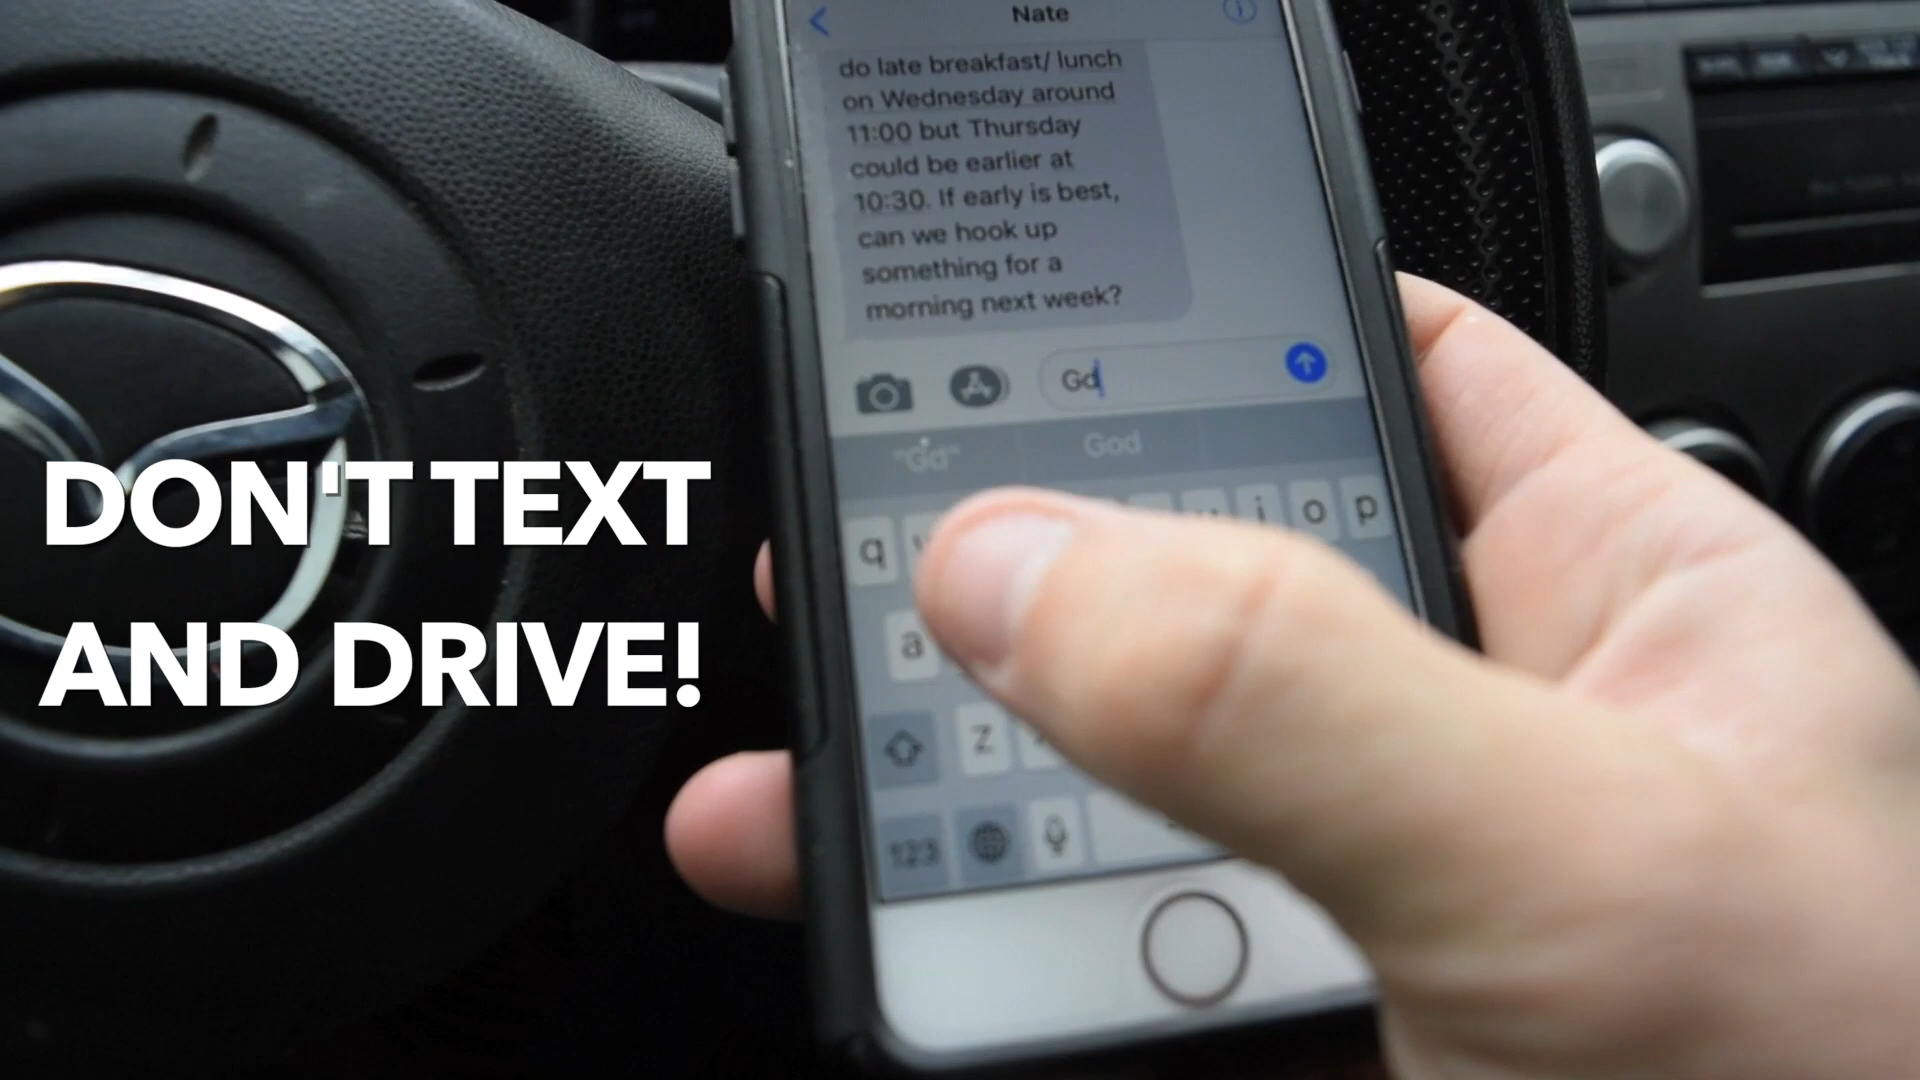 Nate
do late breakfast/ lunch
on Wednesday around
11:00 but Thursday
could be earlier at
10:30. If early is best,
can we hook up
something for a
morning next week?
Gd
"Gd" God
q i o p
a
z
123
DON'T TEXT
AND DRIVE!